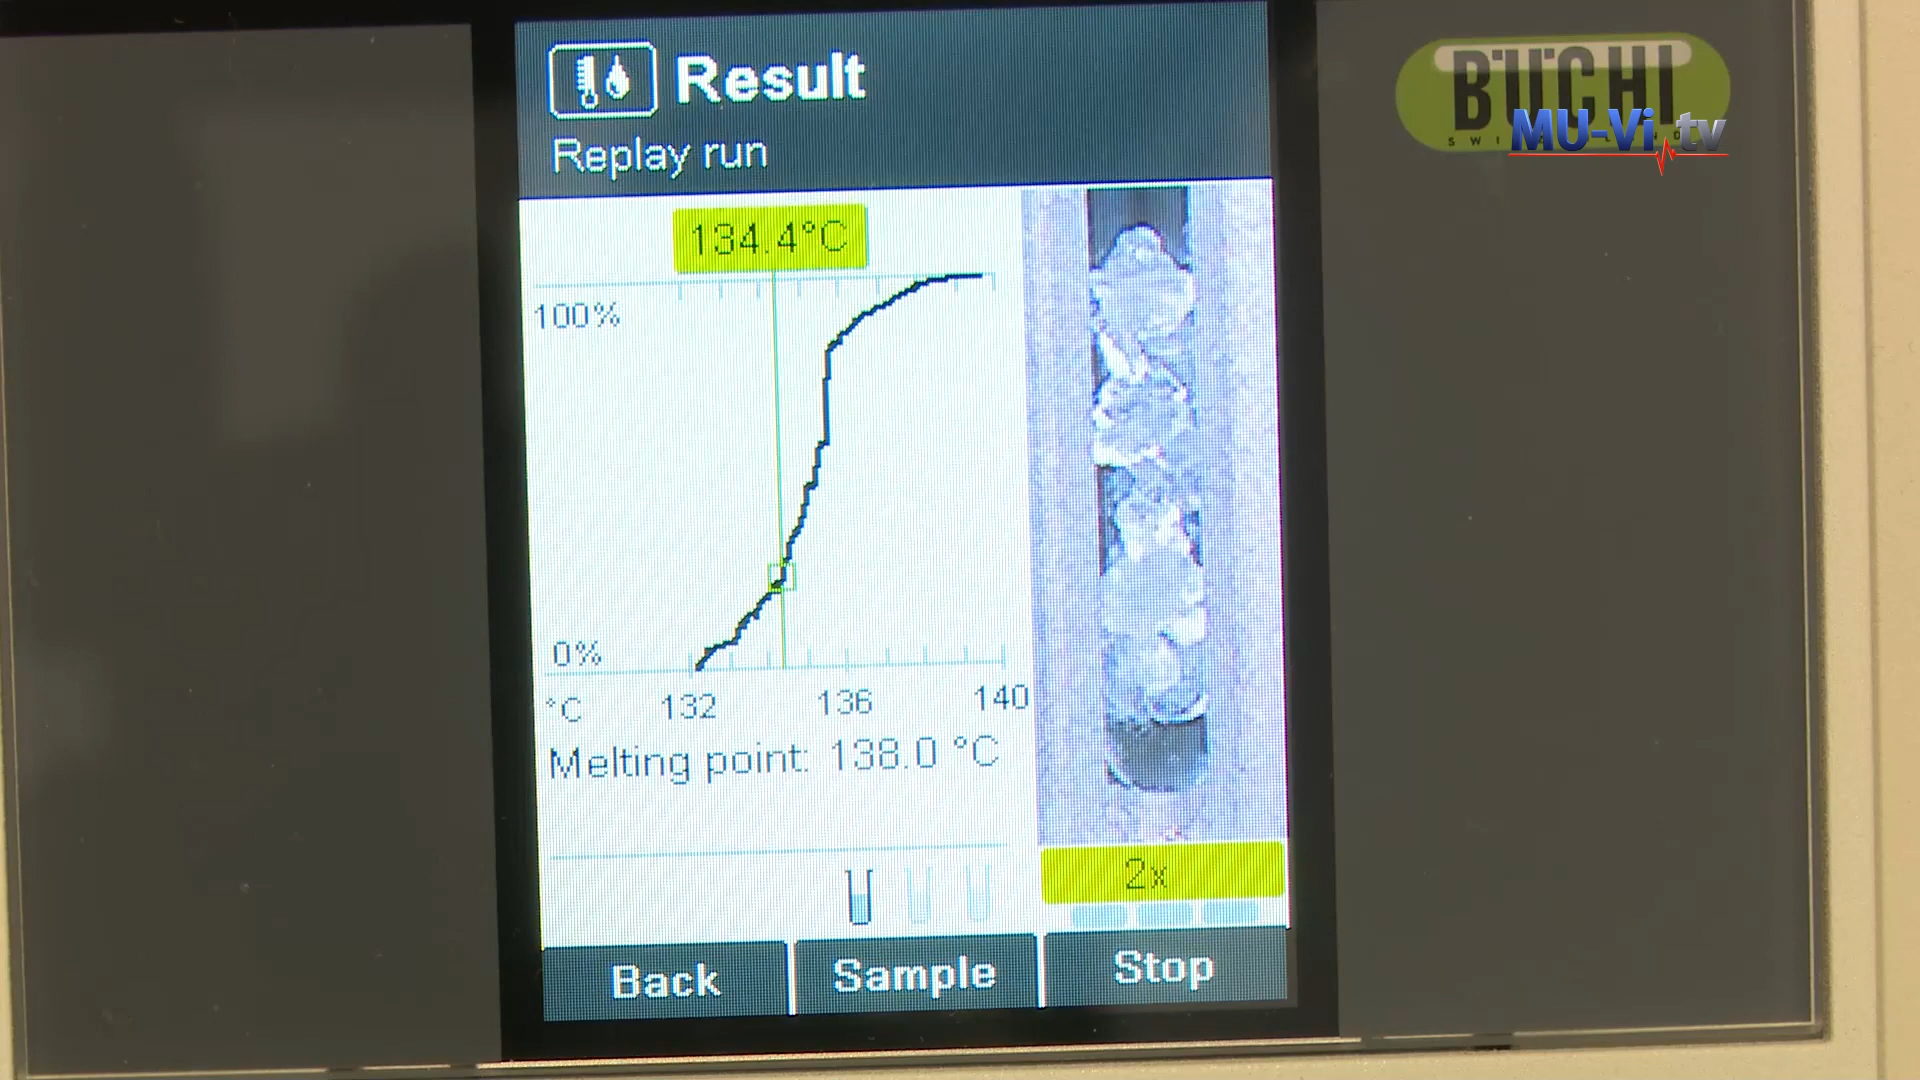 Result
Replay run
BÜCHI
MU-Vi.tv
134.4°C
100%
0%
°C 132 136 140
Melting point: 138.0 °C
2x
Back Sample Stop